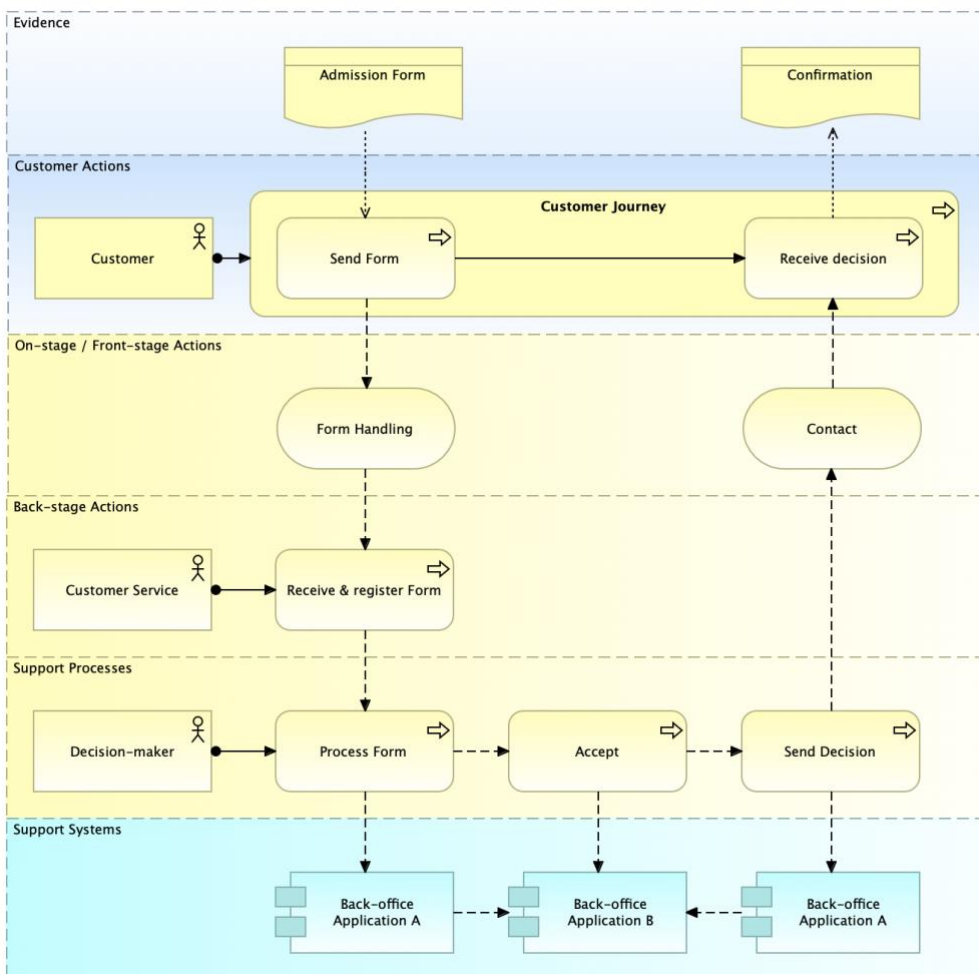 Evidence
Admission Form
Confirmation
Customer Actions
Customer Journey
Customer
Send Form
Receive decision
On-stage / Front-stage Actions
Form Handling
Contact
Back-stage Actions
Customer Service
Receive & register Form
Support Processes
Decision-maker
Process Form
Accept
Send Decision
Support Systems
Back-office
Application A
Back-office
Application B
Back-office
Application A